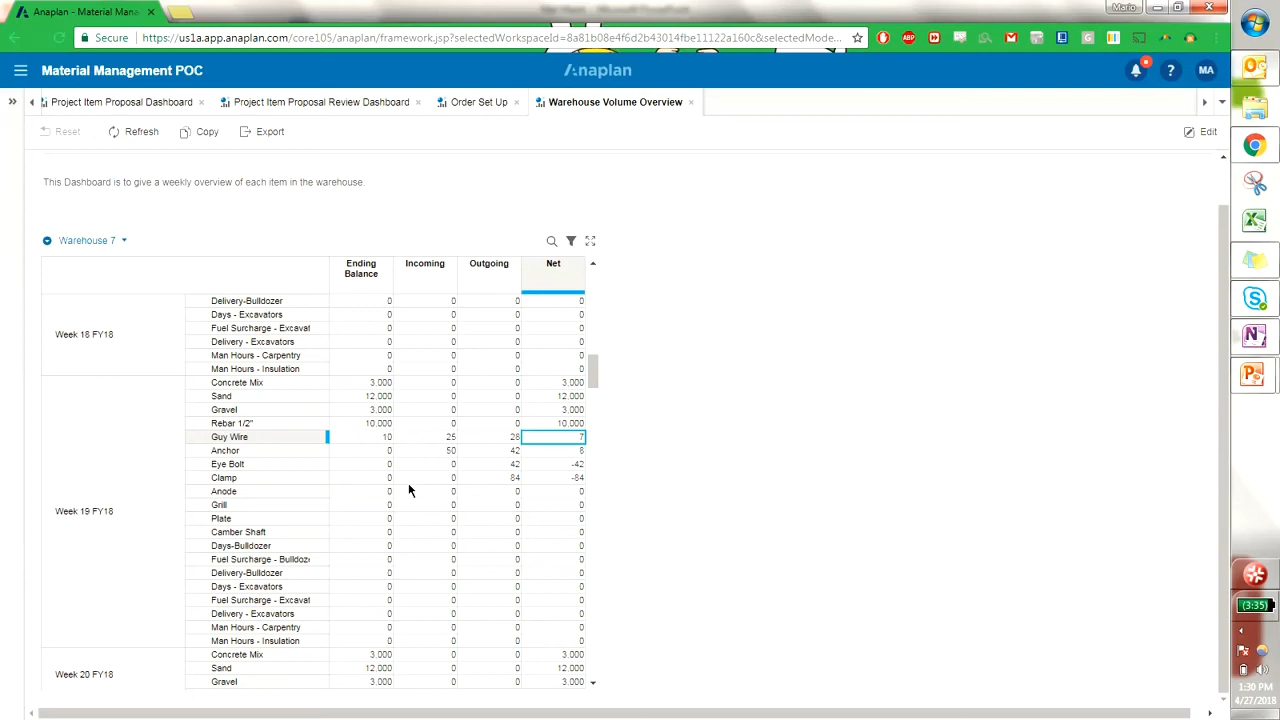 Anaplan - Material Mana
Mario
Secure
https://us1a.app.anaplan.com/core105/anaplan/framework.jsp?selectedWorkspaceId=8a81b08e4f6d2b43014fbe11122a160c&selectedMode...
Material Management POC
Anaplan
?
MA
Project Item Proposal Dashboard
Project Item Proposal Review Dashboard
Order Set Up
Warehouse Volume Overview
Reset
Refresh
Copy
Export
Edit
This Dashboard is to give a weekly overview of each item in the warehouse.
Warehouse 7
Ending Balance Incoming Outgoing Net
Week 18 FY18
Delivery-Bulldozer 0 0 0 0
Days - Excavators 0 0 0 0
Fuel Surcharge - Excavat 0 0 0 0
Delivery - Excavators 0 0 0 0
Man Hours - Carpentry 0 0 0 0
Man Hours - Insulation 0 0 0 0
Week 19 FY18
Concrete Mix 3,000 0 0 3,000
Sand 12,000 0 0 12,000
Gravel 3,000 0 0 3,000
Rebar 1/2" 10,000 0 0 10,000
Guy Wire 10 25 28 7
Anchor 0 50 42 8
Eye Bolt 0 0 42 -42
Clamp 0 0 84 -84
Anode 0 0 0 0
Grill 0 0 0 0
Plate 0 0 0 0
Camber Shaft 0 0 0 0
Days-Bulldozer 0 0 0 0
Fuel Surcharge - Bulldoz 0 0 0 0
Delivery-Bulldozer 0 0 0 0
Days - Excavators 0 0 0 0
Fuel Surcharge - Excavat 0 0 0 0
Delivery - Excavators 0 0 0 0
Man Hours - Carpentry 0 0 0 0
Man Hours - Insulation 0 0 0 0
Week 20 FY18
Concrete Mix 3,000 0 0 3,000
Sand 12,000 0 0 12,000
Gravel 3,000 0 0 3,000
(3:35)
1:30 PM
4/27/2018